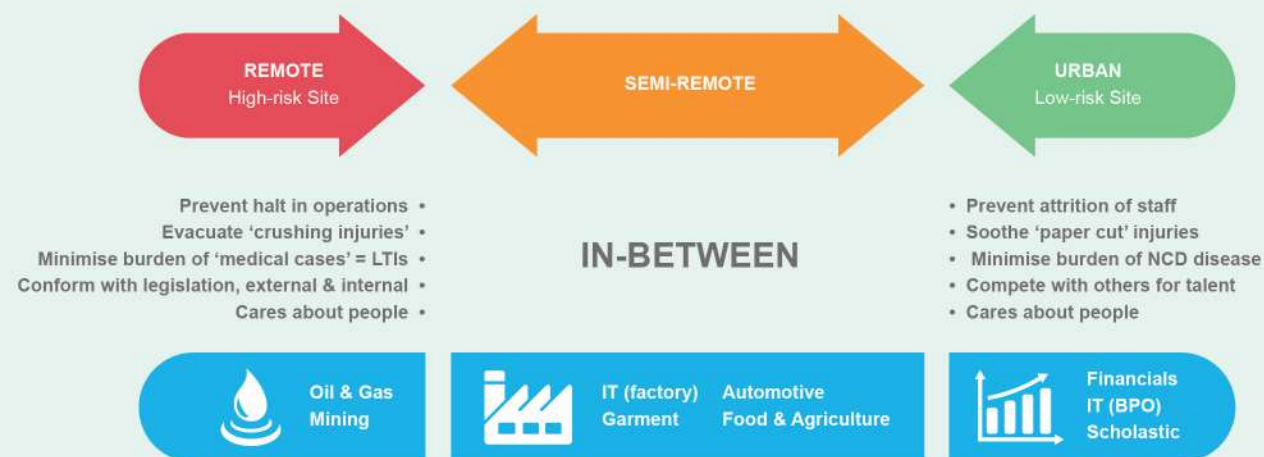 REMOTE
High-risk Site
SEMI-REMOTE
URBAN
Low-risk Site
Prevent halt in operations •
Evacuate ‘crushing injuries’ •
Minimise burden of ‘medical cases’ = LTIs •
Conform with legislation, external & internal •
Cares about people •
IN-BETWEEN
• Prevent attrition of staff
• Soothe ‘paper cut’ injuries
• Minimise burden of NCD disease
• Compete with others for talent
• Cares about people
Oil & Gas
Mining
IT (factory) Automotive
Garment Food & Agriculture
Financials
IT (BPO)
Scholastic